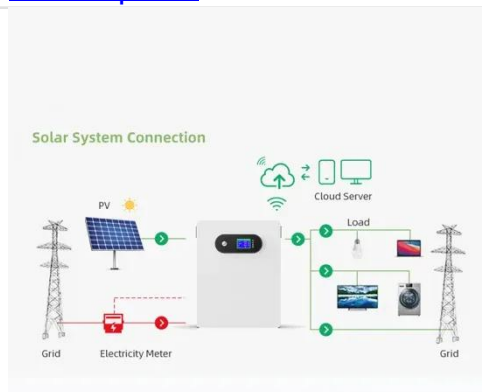 Solar System Connection
Cloud Server
PV
Load
Grid
Electricity Meter
Grid